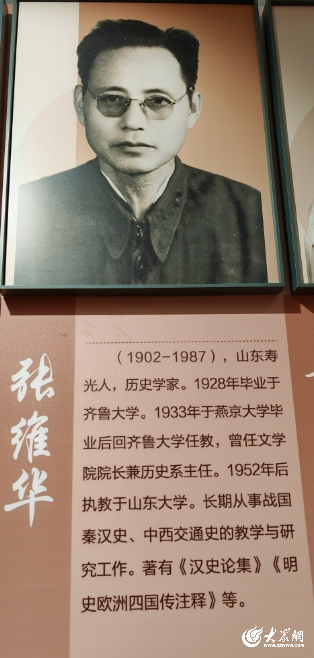 张维华
（1902-1987），山东寿
光人，历史学家。1928年毕业于
齐鲁大学。1933年于燕京大学毕
业后回齐鲁大学任教，曾任文学
院院长兼历史系主任。1952年后
执教于山东大学。长期从事战国
秦汉史、中西交通史的教学与研
究工作。著有《汉史论集》《明
史欧洲四国传注释》等。
大众网